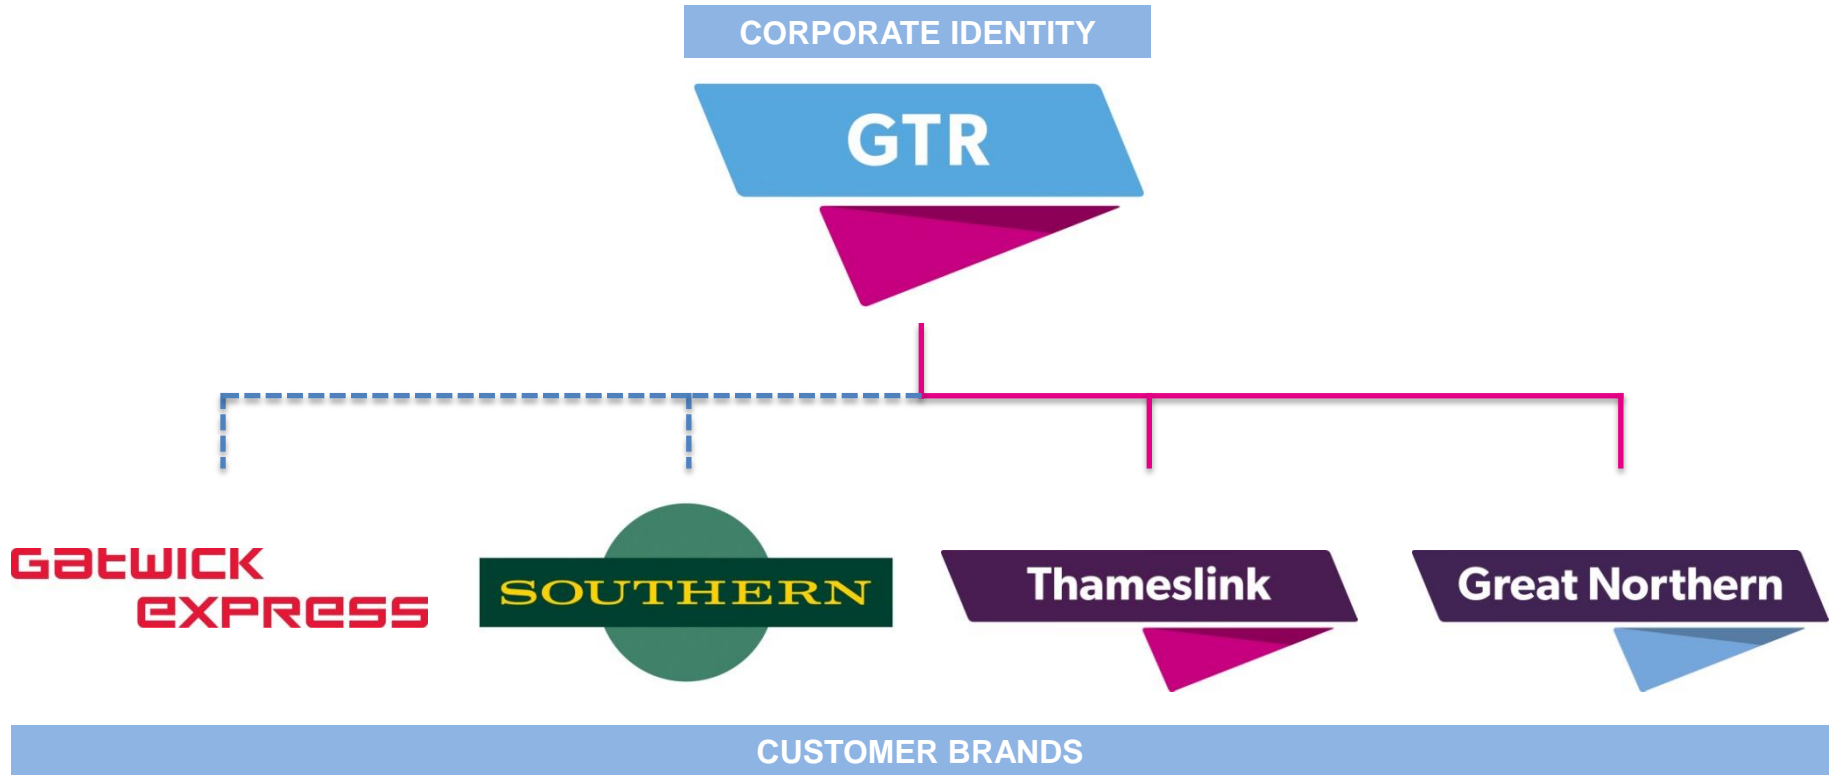 CORPORATE IDENTITY
GTR
Gatwick
express
SOUTHERN
Thameslink
Great Northern
CUSTOMER BRANDS